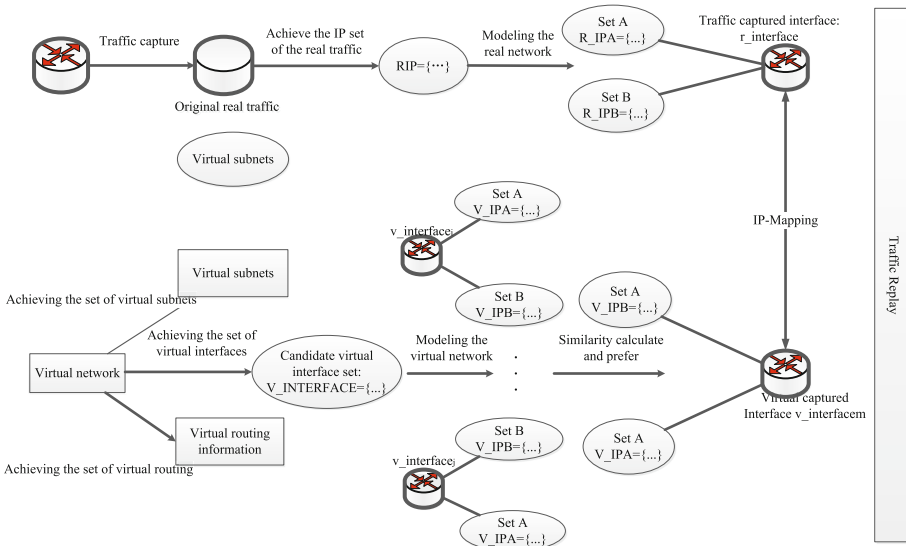 Traffic capture
Achieve the IP set
of the real traffic
Modeling the
real network
Set A
R_IPA={...}
Traffic captured interface:
r_interface
RIP={···}
Original real traffic
Set B
R_IPB={...}
Virtual subnets
Set A
V_IPA={...}
v_interfacei
IP-Mapping
Traffic Replay
Virtual subnets
Achieving the set of virtual subnets
Set B
V_IPB={...}
Set A
V_IPB={...}
Achieving the set of
virtual interfaces
Modeling the
virtual network
Similarity calculate
and prefer
Virtual network
Candidate virtual
interface set:
V_INTERFACE={...}
.
.
.
Virtual captured
Interface v_interfacem
Virtual routing
information
Achieving the set of virtual routing
Set B
V_IPB={...}
Set A
V_IPA={...}
v_interfacej
Set A
V_IPA={...}